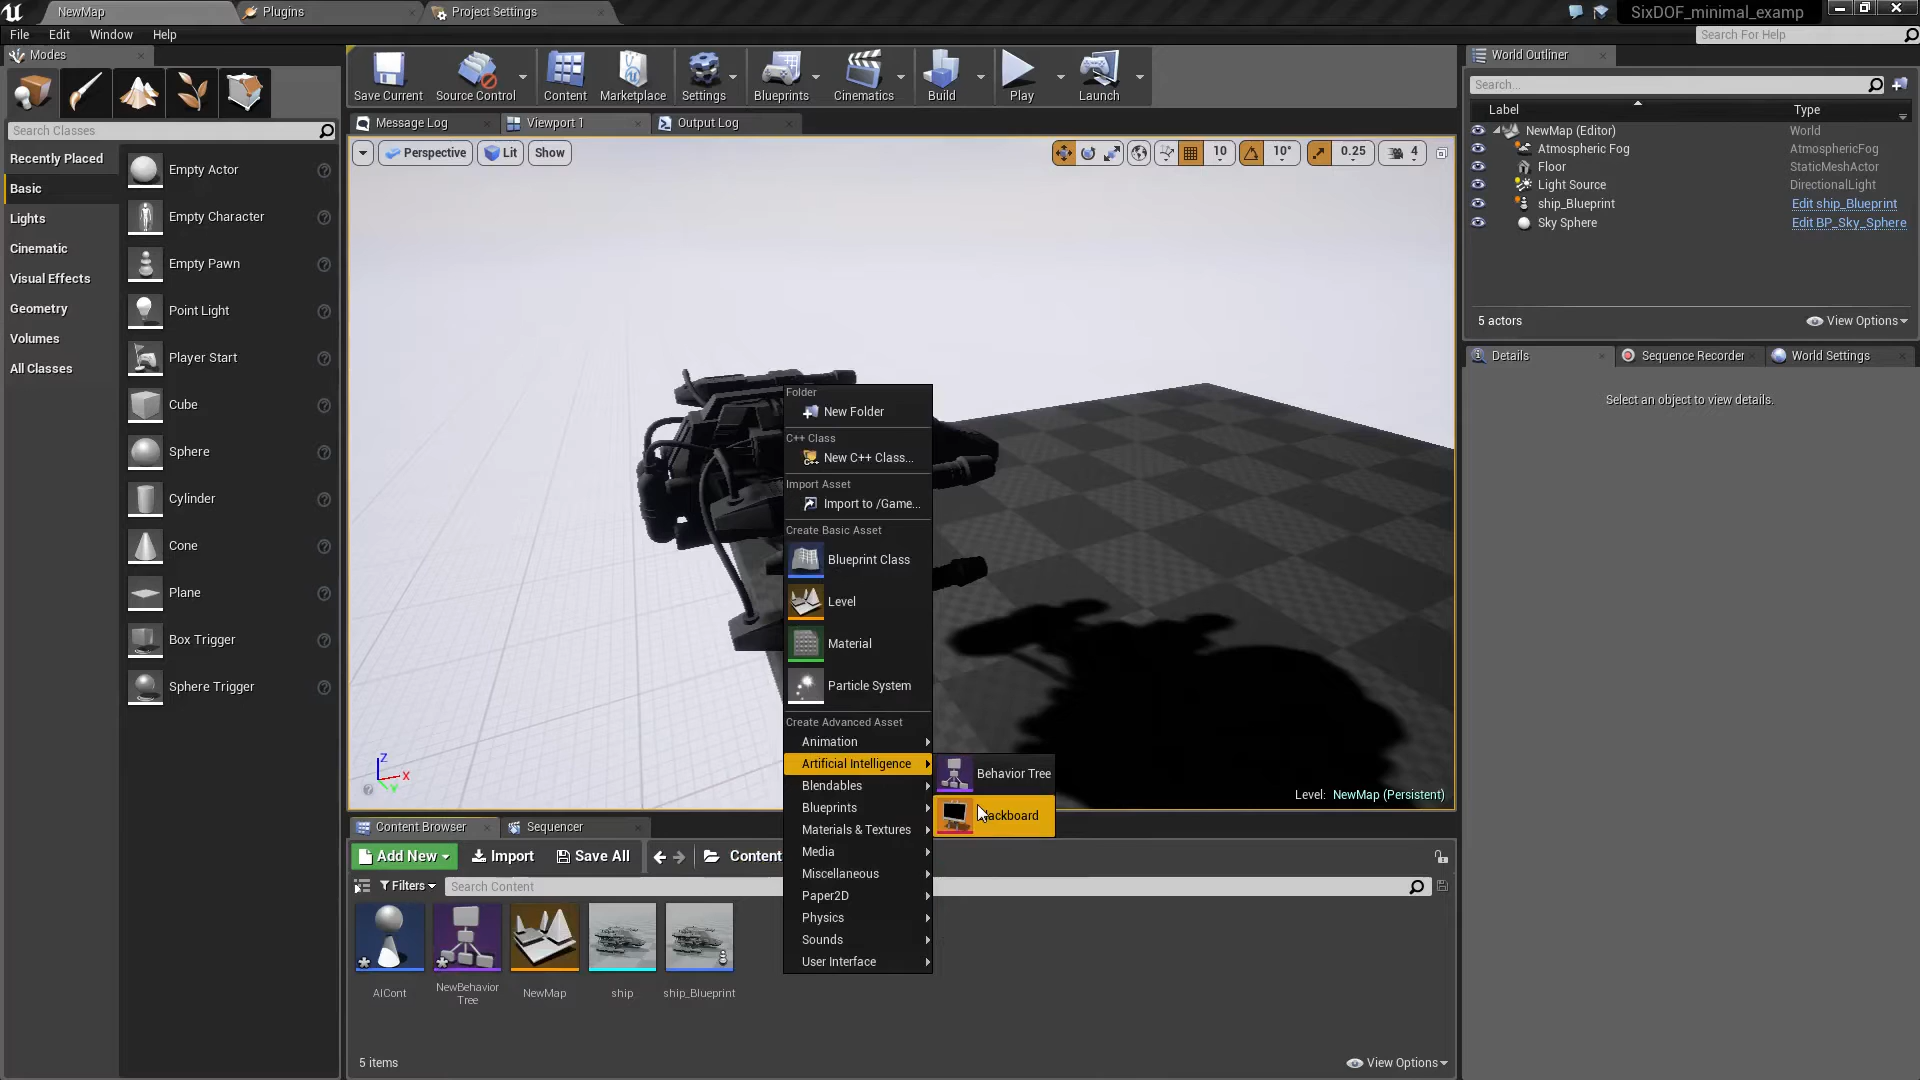 NewMap
Plugins
Project Settings
SixDOF_minimal_examp
File
Edit
Window
Help
Search For Help
Modes
Search Classes
Recently Placed
Basic
Lights
Cinematic
Visual Effects
Geometry
Volumes
All Classes
Empty Actor
Empty Character
Empty Pawn
Point Light
Player Start
Cube
Sphere
Cylinder
Cone
Plane
Box Trigger
Sphere Trigger
Save Current
Source Control
Content
Marketplace
Settings
Blueprints
Cinematics
Build
Play
Launch
Message Log
Viewport 1
Output Log
Perspective
Lit
Show
10
10°
0.25
4
Folder
New Folder
C++ Class
New C++ Class...
Import Asset
Import to /Game...
Create Basic Asset
Blueprint Class
Level
Material
Particle System
Create Advanced Asset
Animation
Artificial Intelligence
Blendables
Blueprints
Materials & Textures
Media
Miscellaneous
Paper2D
Physics
Sounds
User Interface
Behavior Tree
ackboard
Z
X
Y
Level: NewMap (Persistent)
Content Browser
Sequencer
Add New
Import
Save All
Content
Filters
Search Content
AICont
NewBehavior
Tree
NewMap
ship
ship_Blueprint
5 items
View Options
World Outliner
Search...
Label
Type
NewMap (Editor)
World
Atmospheric Fog
AtmosphericFog
Floor
StaticMeshActor
Light Source
DirectionalLight
ship_Blueprint
Edit ship_Blueprint
Sky Sphere
Edit BP_Sky_Sphere
5 actors
View Options
Details
Sequence Recorder
World Settings
Select an object to view details.